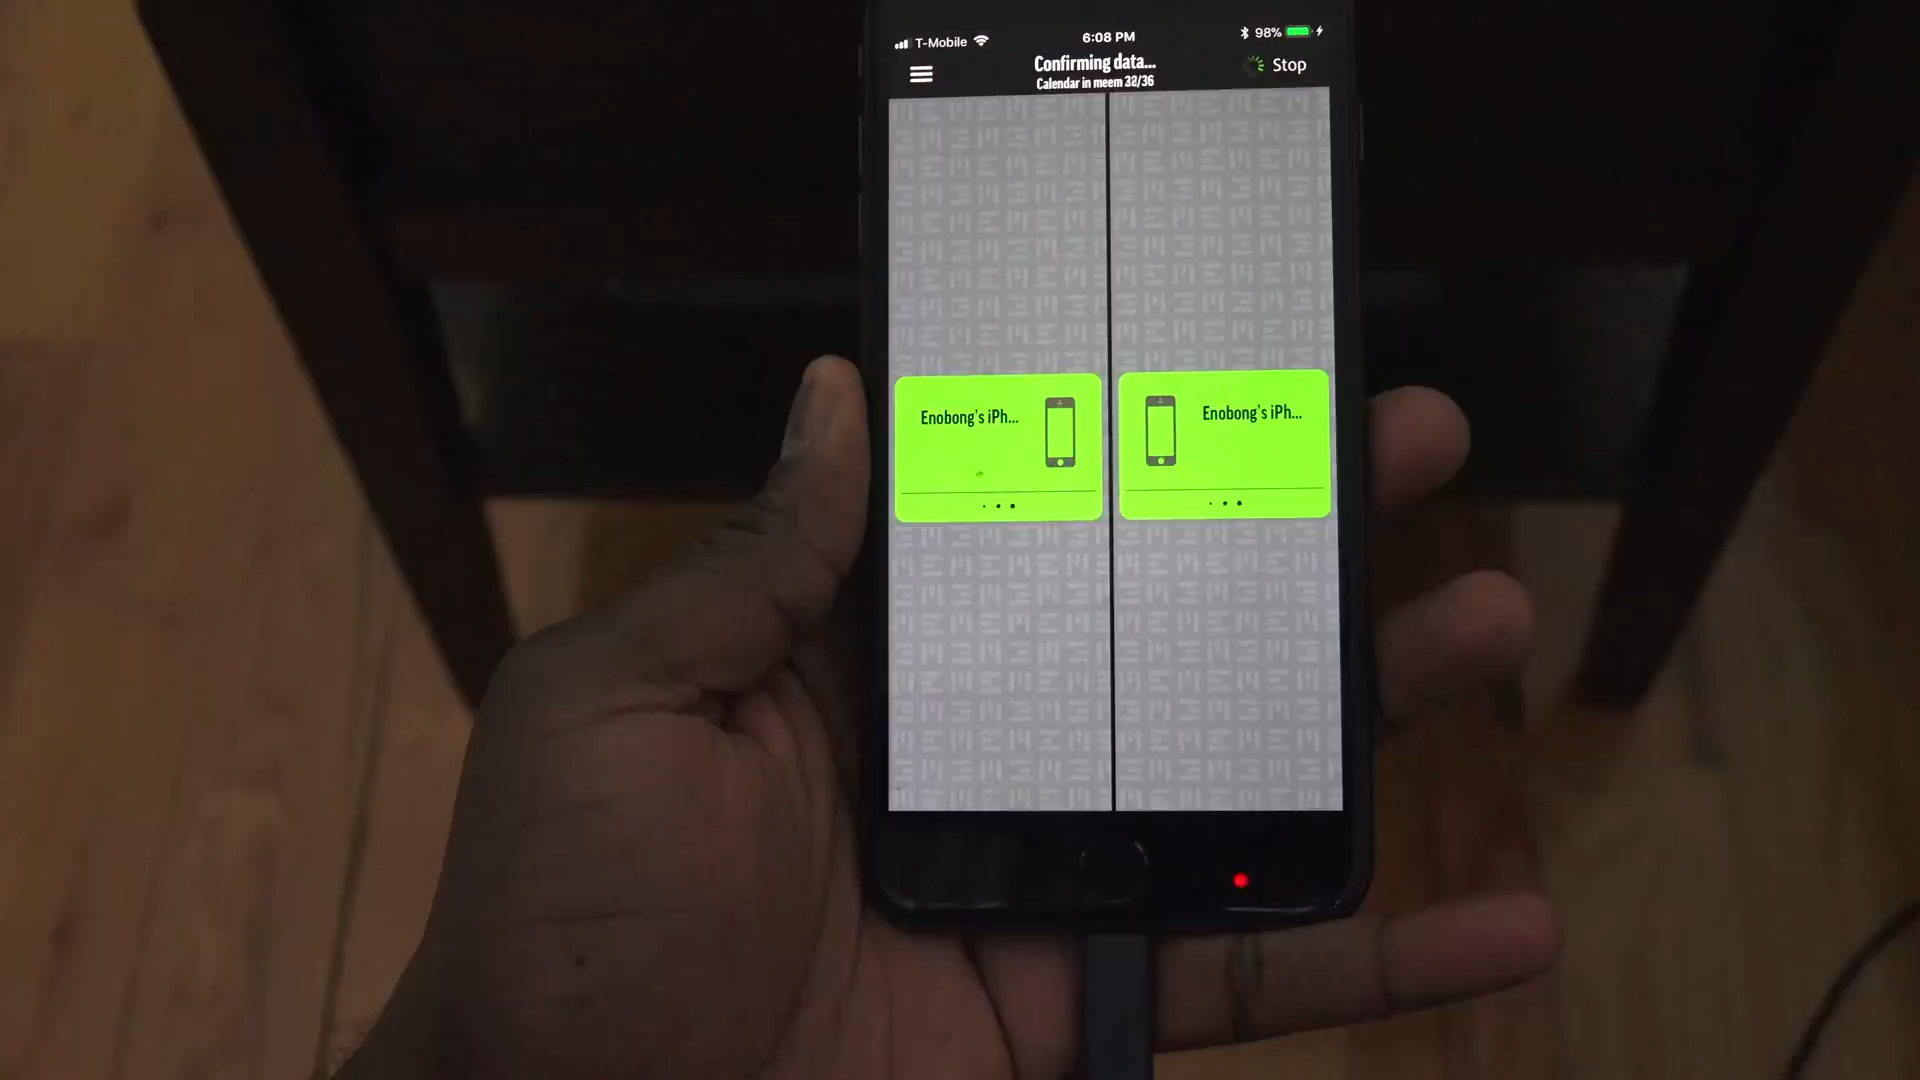 T-Mobile
6:08 PM
98%
Confirming data...
Calendar in meem 32/36
Stop
Enobong's iPh...
Enobong's iPh...